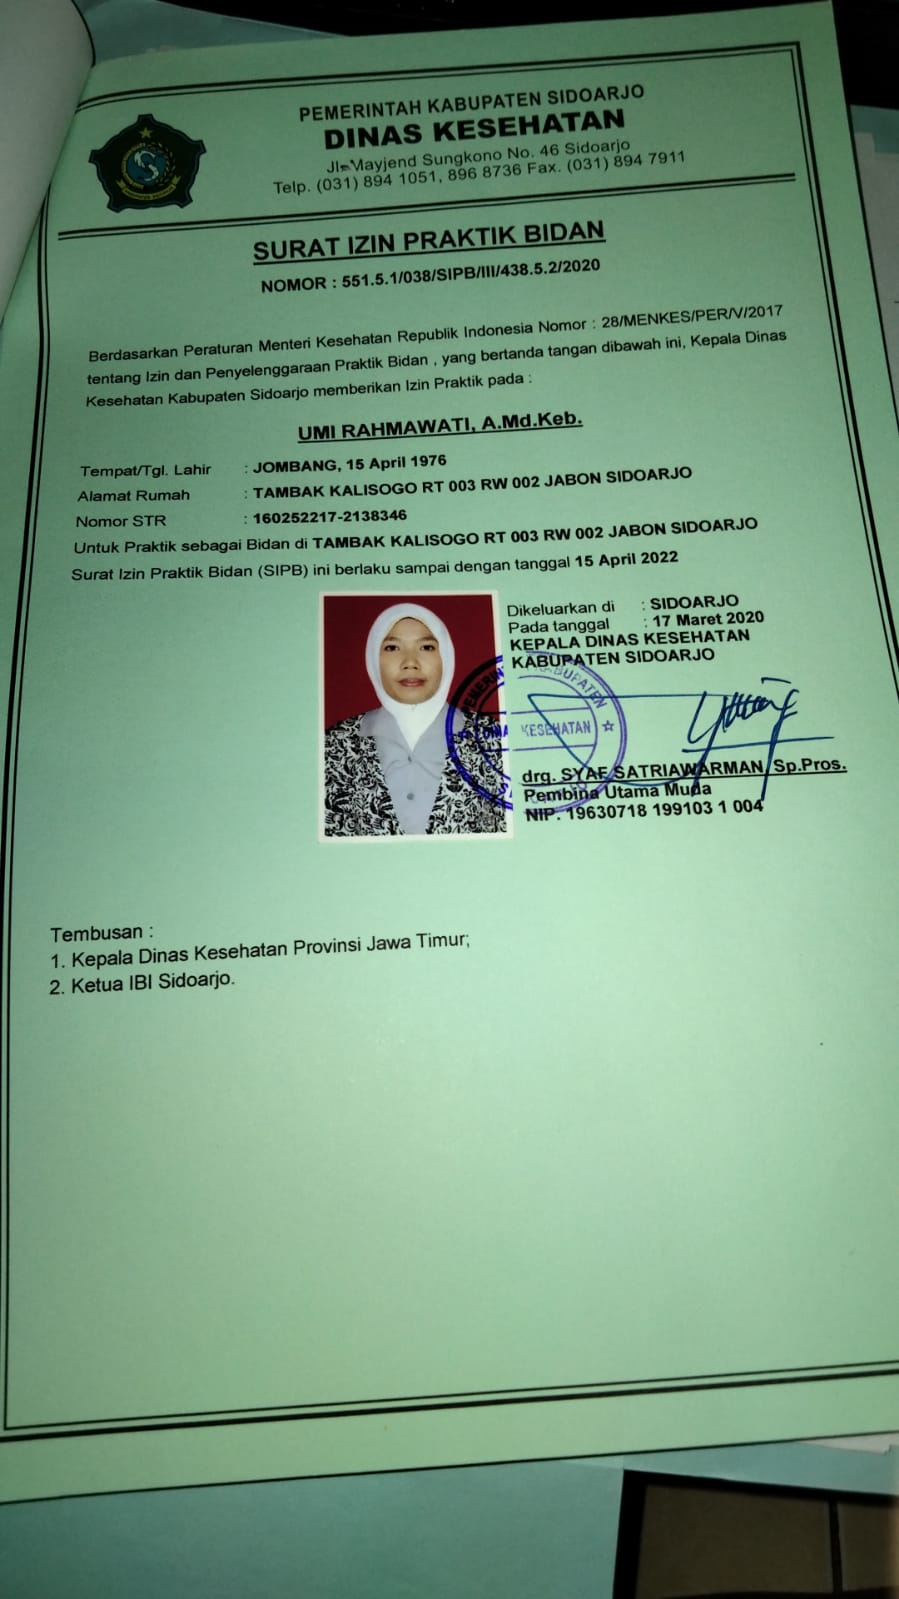 PEMERINTAH KABUPATEN SIDOARJO
DINAS KESEHATAN
Jl. Mayjend Sungkono No. 46 Sidoarjo
Telp. (031) 894 1051, 896 8736 Fax. (031) 894 7911
SURAT IZIN PRAKTIK BIDAN
NOMOR : 551.5.1/038/SIPB/III/438.5.2/2020
Berdasarkan Peraturan Menteri Kesehatan Republik Indonesia Nomor : 28/MENKES/PER/V/2017
tentang Izin dan Penyelenggaraan Praktik Bidan , yang bertanda tangan dibawah ini, Kepala Dinas
Kesehatan Kabupaten Sidoarjo memberikan Izin Praktik pada :
UMI RAHMAWATI, A.Md.Keb.
Tempat/Tgl. Lahir : JOMBANG, 15 April 1976
Alamat Rumah : TAMBAK KALISOGO RT 003 RW 002 JABON SIDOARJO
Nomor STR : 160252217-2138346
Untuk Praktik sebagai Bidan di TAMBAK KALISOGO RT 003 RW 002 JABON SIDOARJO
Surat Izin Praktik Bidan (SIPB) ini berlaku sampai dengan tanggal 15 April 2022
Dikeluarkan di : SIDOARJO
Pada tanggal : 17 Maret 2020
KEPALA DINAS KESEHATAN
KABUPATEN SIDOARJO
KABUPATEN
KESEHATAN
drg. SYAF SATRIAWARMAN, Sp.Pros.
Pembina Utama Muda
NIP. 19630718 199103 1 004
Tembusan :
1. Kepala Dinas Kesehatan Provinsi Jawa Timur;
2. Ketua IBI Sidoarjo.